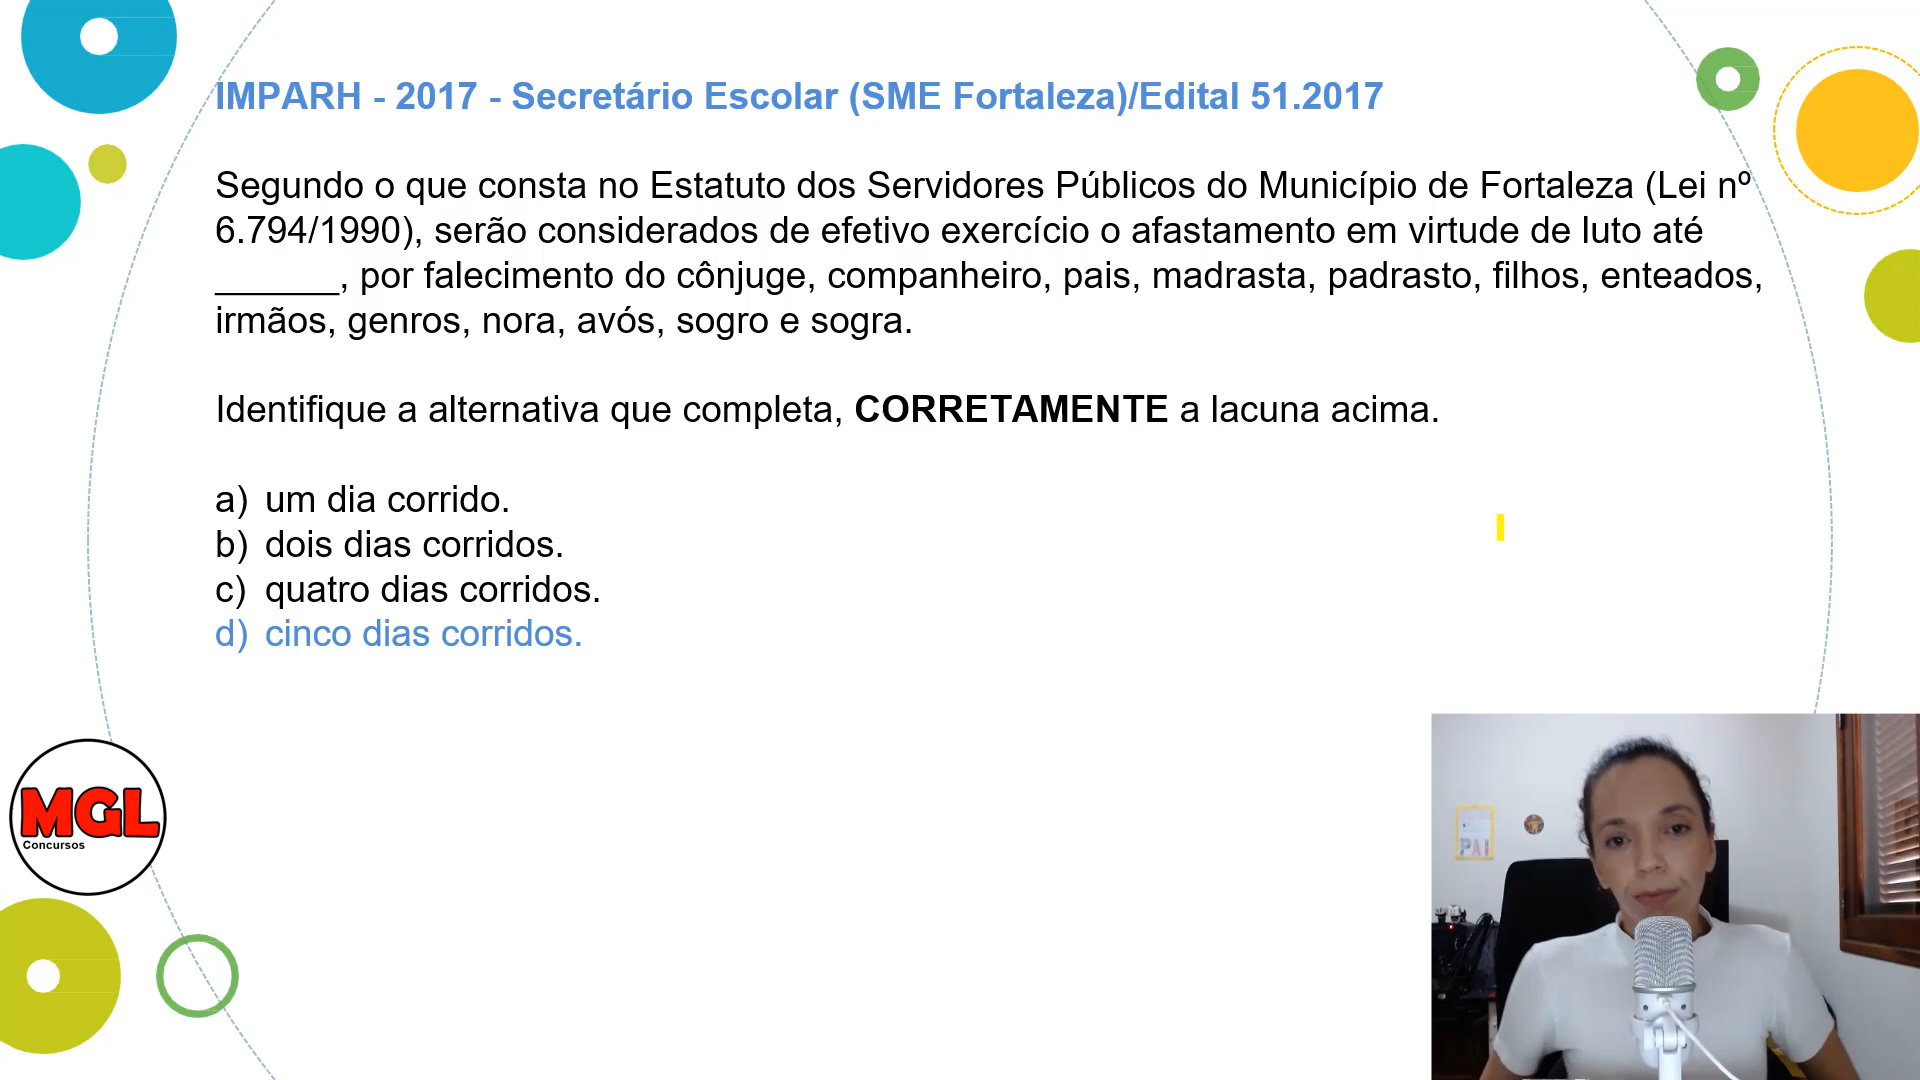 IMPARH - 2017 - Secretário Escolar (SME Fortaleza)/Edital 51.2017
Segundo o que consta no Estatuto dos Servidores Públicos do Município de Fortaleza (Lei nº
6.794/1990), serão considerados de efetivo exercício o afastamento em virtude de luto até
______, por falecimento do cônjuge, companheiro, pais, madrasta, padrasto, filhos, enteados,
irmãos, genros, nora, avós, sogro e sogra.
Identifique a alternativa que completa, CORRETAMENTE a lacuna acima.
a) um dia corrido.
b) dois dias corridos.
c) quatro dias corridos.
d) cinco dias corridos.
MGL
Concursos
PAI